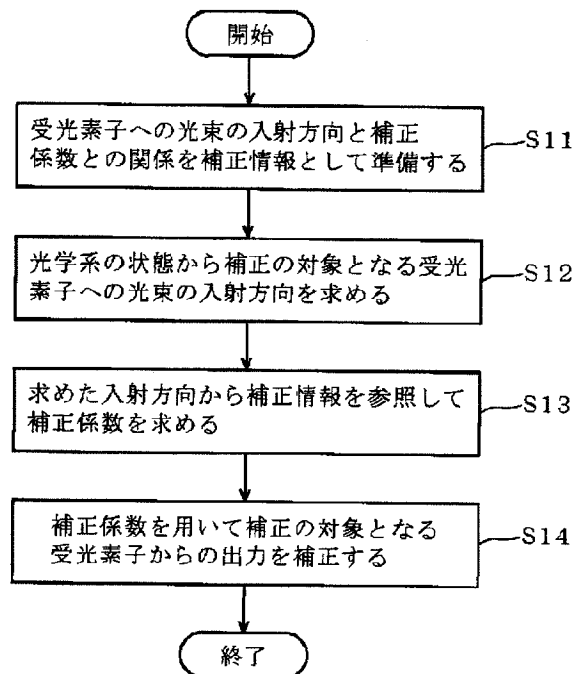 開始
受光素子への光束の入射方向と補正
係数との関係を補正情報として準備する
S11
光学系の状態から補正の対象となる受光
素子への光束の入射方向を求める
S12
求めた入射方向から補正情報を参照して
補正係数を求める
S13
補正係数を用いて補正の対象となる
受光素子からの出力を補正する
S14
終了